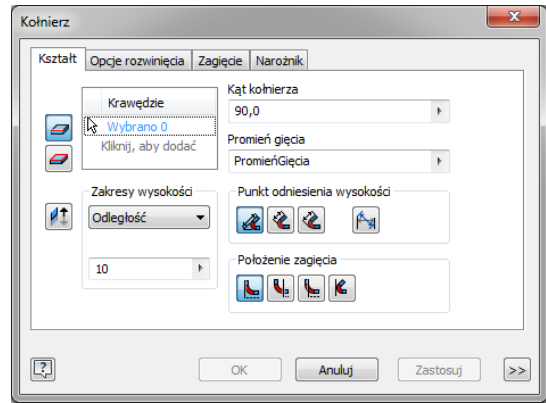 Kołnierz
Kształt
Opcje rozwinięcia
Zagięcie
Narożnik
Krawędzie
Wybrano 0
Kliknij, aby dodać
Kąt kołnierza
90,0
Promień gięcia
PromieńGięcia
Zakresy wysokości
Odległość
10
Punkt odniesienia wysokości
Położenie zagięcia
?
OK
Anuluj
Zastosuj
>>